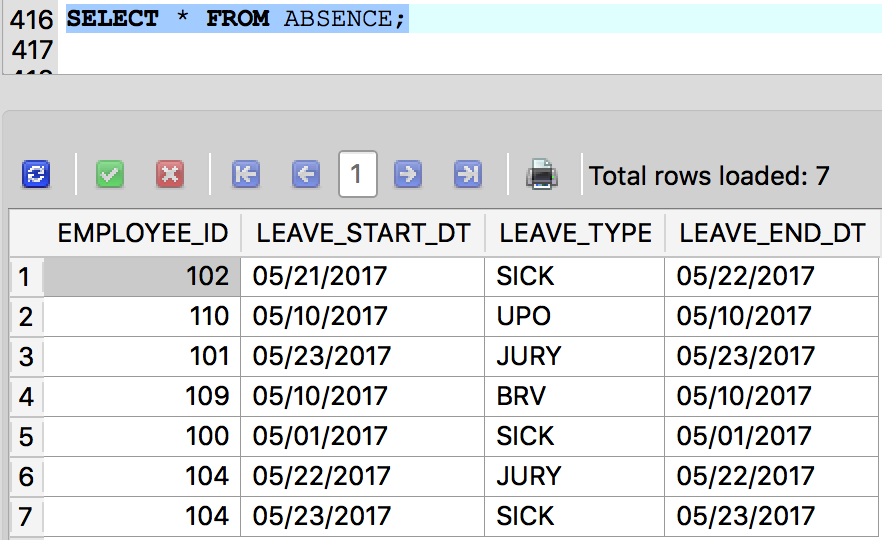 416 SELECT * FROM ABSENCE;
417
1
Total rows loaded: 7
EMPLOYEE_ID LEAVE_START_DT LEAVE_TYPE LEAVE_END_DT
1 102 05/21/2017 SICK 05/22/2017
2 110 05/10/2017 UPO 05/10/2017
3 101 05/23/2017 JURY 05/23/2017
4 109 05/10/2017 BRV 05/10/2017
5 100 05/01/2017 SICK 05/01/2017
6 104 05/22/2017 JURY 05/22/2017
7 104 05/23/2017 SICK 05/23/2017